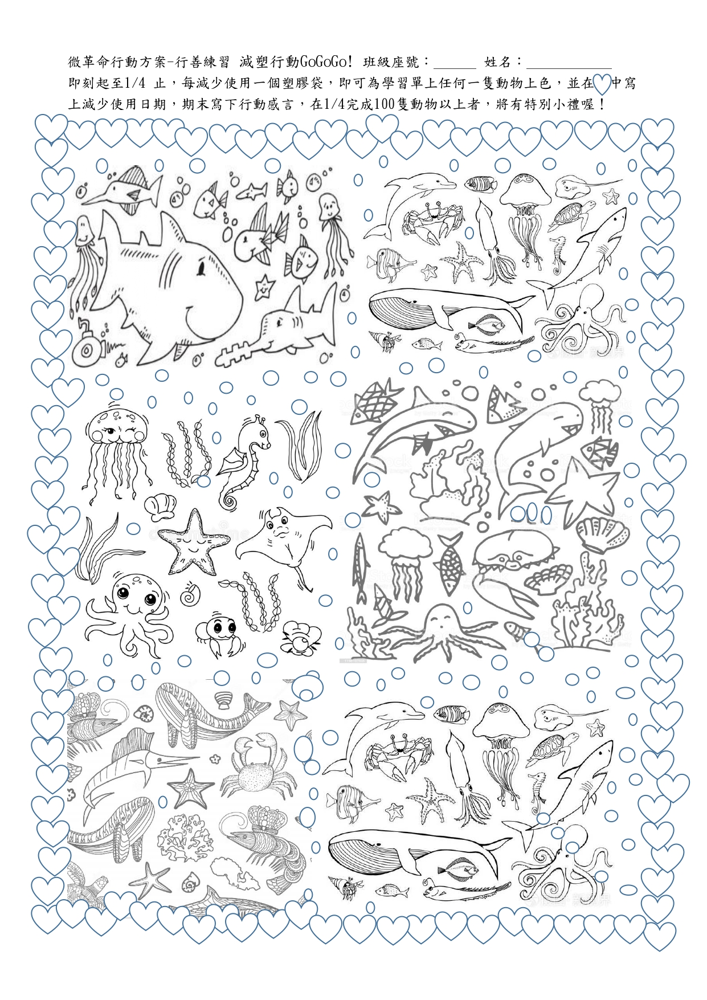 微革命行動方案-行善練習 減塑行動GoGoGo! 班級座號：______ 姓名：____________
即刻起至1/4 止，每減少使用一個塑膠袋，即可為學習單上任何一隻動物上色，並在 中寫
上減少使用日期，期末寫下行動感言，在1/4完成100隻動物以上者，將有特別小禮喔！